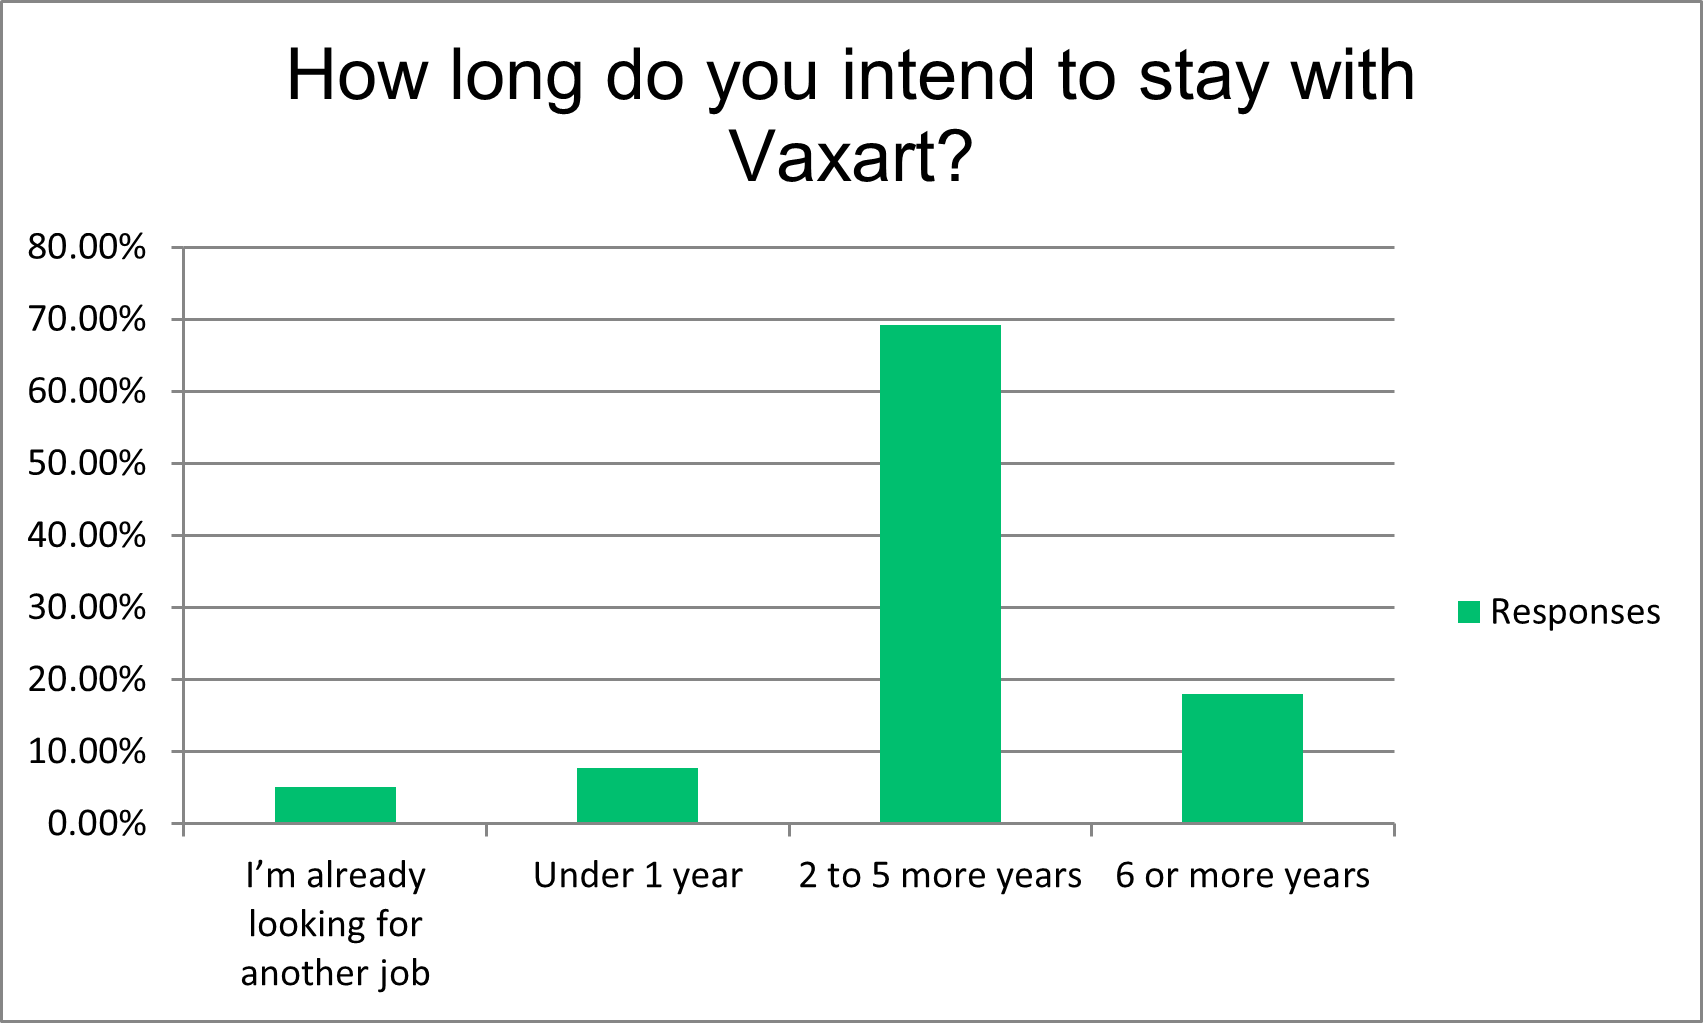 How long do you intend to stay with
Vaxart?
80.00%
70.00%
60.00%
50.00%
40.00%
30.00%
20.00%
10.00%
0.00%
I’m already
looking for
another job
Under 1 year
2 to 5 more years
6 or more years
Responses